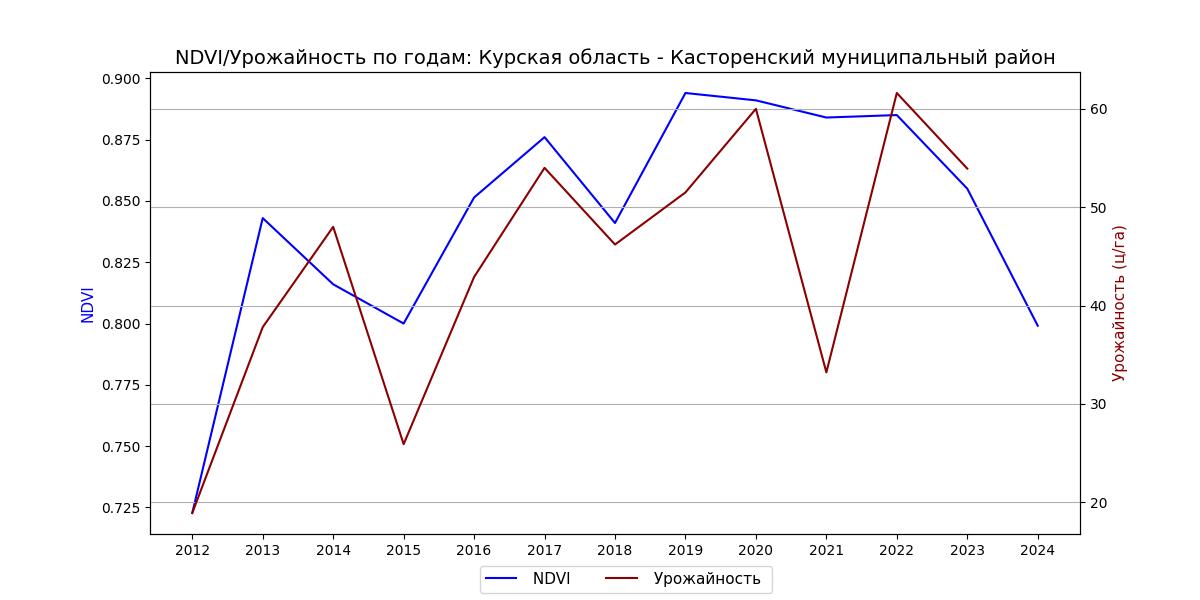 NDVI/Урожайность по годам: Курская область - Касторенский муниципальный район
0.900
0.875
0.850
0.825
0.800
0.775
0.750
0.725
NDVI
60
50
40
30
20
Урожайность (ц/га)
2012 2013 2014 2015 2016 2017 2018 2019 2020 2021 2022 2023 2024
NDVI Урожайность